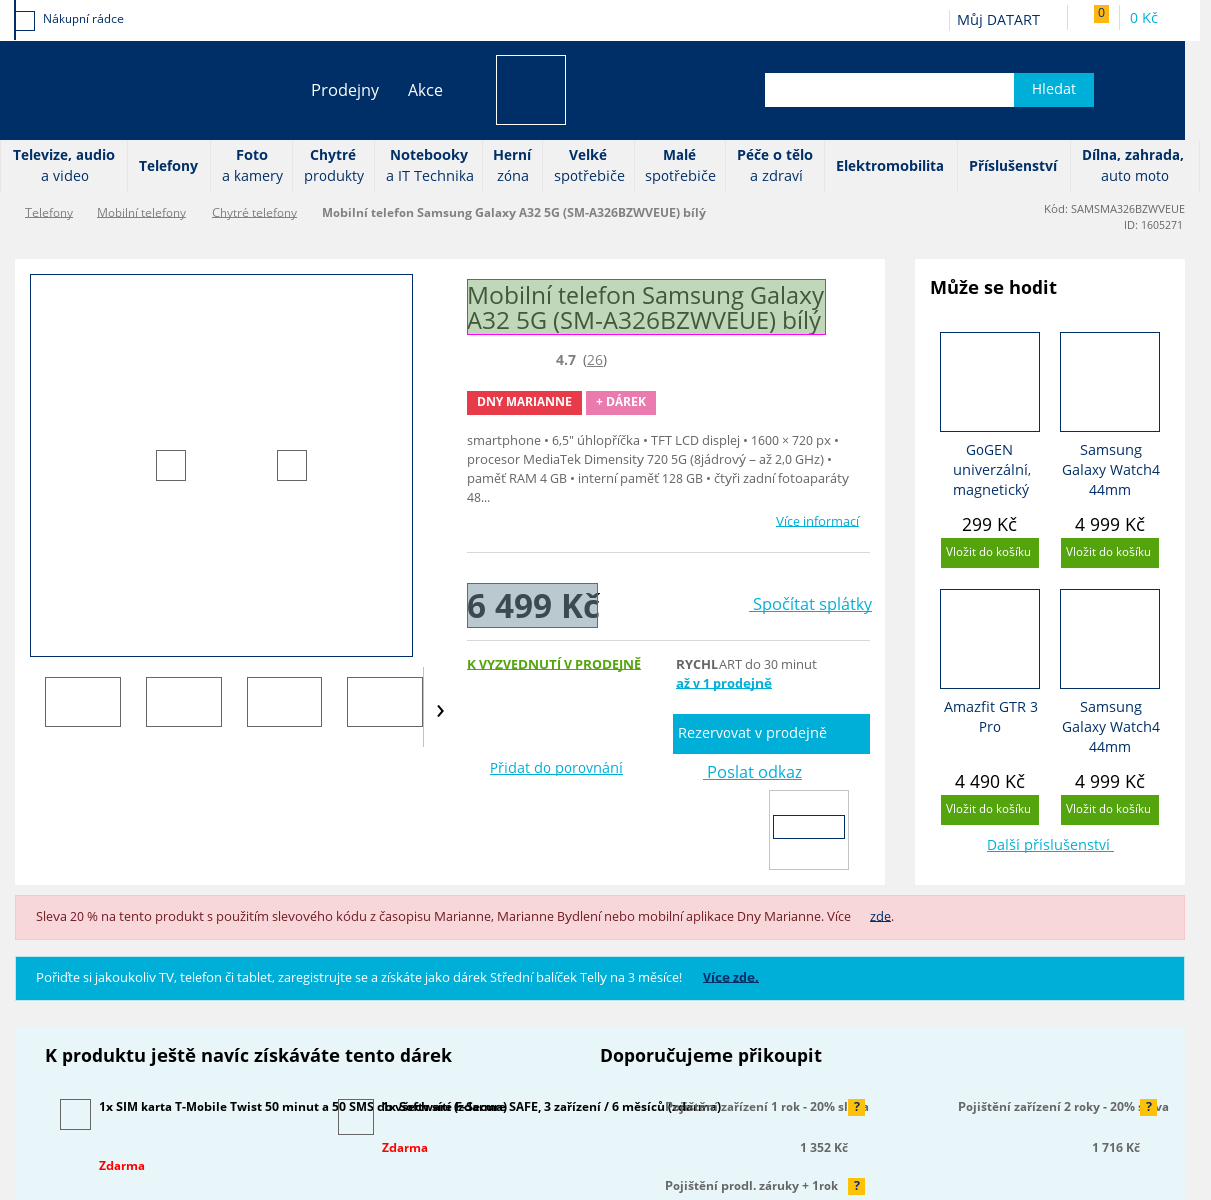 Nákupní rádce
Můj DATART
0
0 Kč
Prodejny
Akce
Hledat
Televize, audio
a video
Telefony
Foto
a kamery
Chytré
produkty
Notebooky
a IT Technika
Herní
zóna
Velké
spotřebiče
Malé
spotřebiče
Péče o tělo
a zdraví
Elektromobilita
Příslušenství
Dílna, zahrada,
auto moto
Telefony
Mobilní telefony
Chytré telefony
Mobilní telefon Samsung Galaxy A32 5G (SM-A326BZWVEUE) bílý
Kód: SAMSMA326BZWVEUE
ID: 1605271
Mobilní telefon Samsung Galaxy
A32 5G (SM-A326BZWVEUE) bílý
4.7 (26)
DNY MARIANNE
+ DÁREK
smartphone • 6,5" úhlopříčka • TFT LCD displej • 1600 × 720 px •
procesor MediaTek Dimensity 720 5G (8jádrový – až 2,0 GHz) •
paměť RAM 4 GB • interní paměť 128 GB • čtyři zadní fotoaparáty
48...
Více informací
6 499 Kč
Spočítat splátky
K VYZVEDNUTÍ V PRODEJNĚ
RYCHLART do 30 minut
až v 1 prodejně
Rezervovat v prodejně
Přidat do porovnání
Poslat odkaz
Může se hodit
GoGEN
univerzální,
magnetický
299 Kč
Vložit do košíku
Samsung
Galaxy Watch4
44mm
4 999 Kč
Vložit do košíku
Amazfit GTR 3
Pro
4 490 Kč
Vložit do košíku
Samsung
Galaxy Watch4
44mm
4 999 Kč
Vložit do košíku
Další příslušenství
Sleva 20 % na tento produkt s použitím slevového kódu z časopisu Marianne, Marianne Bydlení nebo mobilní aplikace Dny Marianne. Více zde.
Pořiďte si jakoukoliv TV, telefon či tablet, zaregistrujte se a získáte jako dárek Střední balíček Telly na 3 měsíce! Více zde.
K produktu ještě navíc získáváte tento dárek
1x SIM karta T-Mobile Twist 50 minut a 50 SMS do všech sítí (zdarma)
Zdarma
1x Software F-Secure SAFE, 3 zařízení / 6 měsíců (zdarma)
Zdarma
Doporučujeme přikoupit
Pojištění zařízení 1 rok - 20% sleva
?
1 352 Kč
Pojištění zařízení 2 roky - 20% sleva
?
1 716 Kč
Pojištění prodl. záruky + 1rok
?